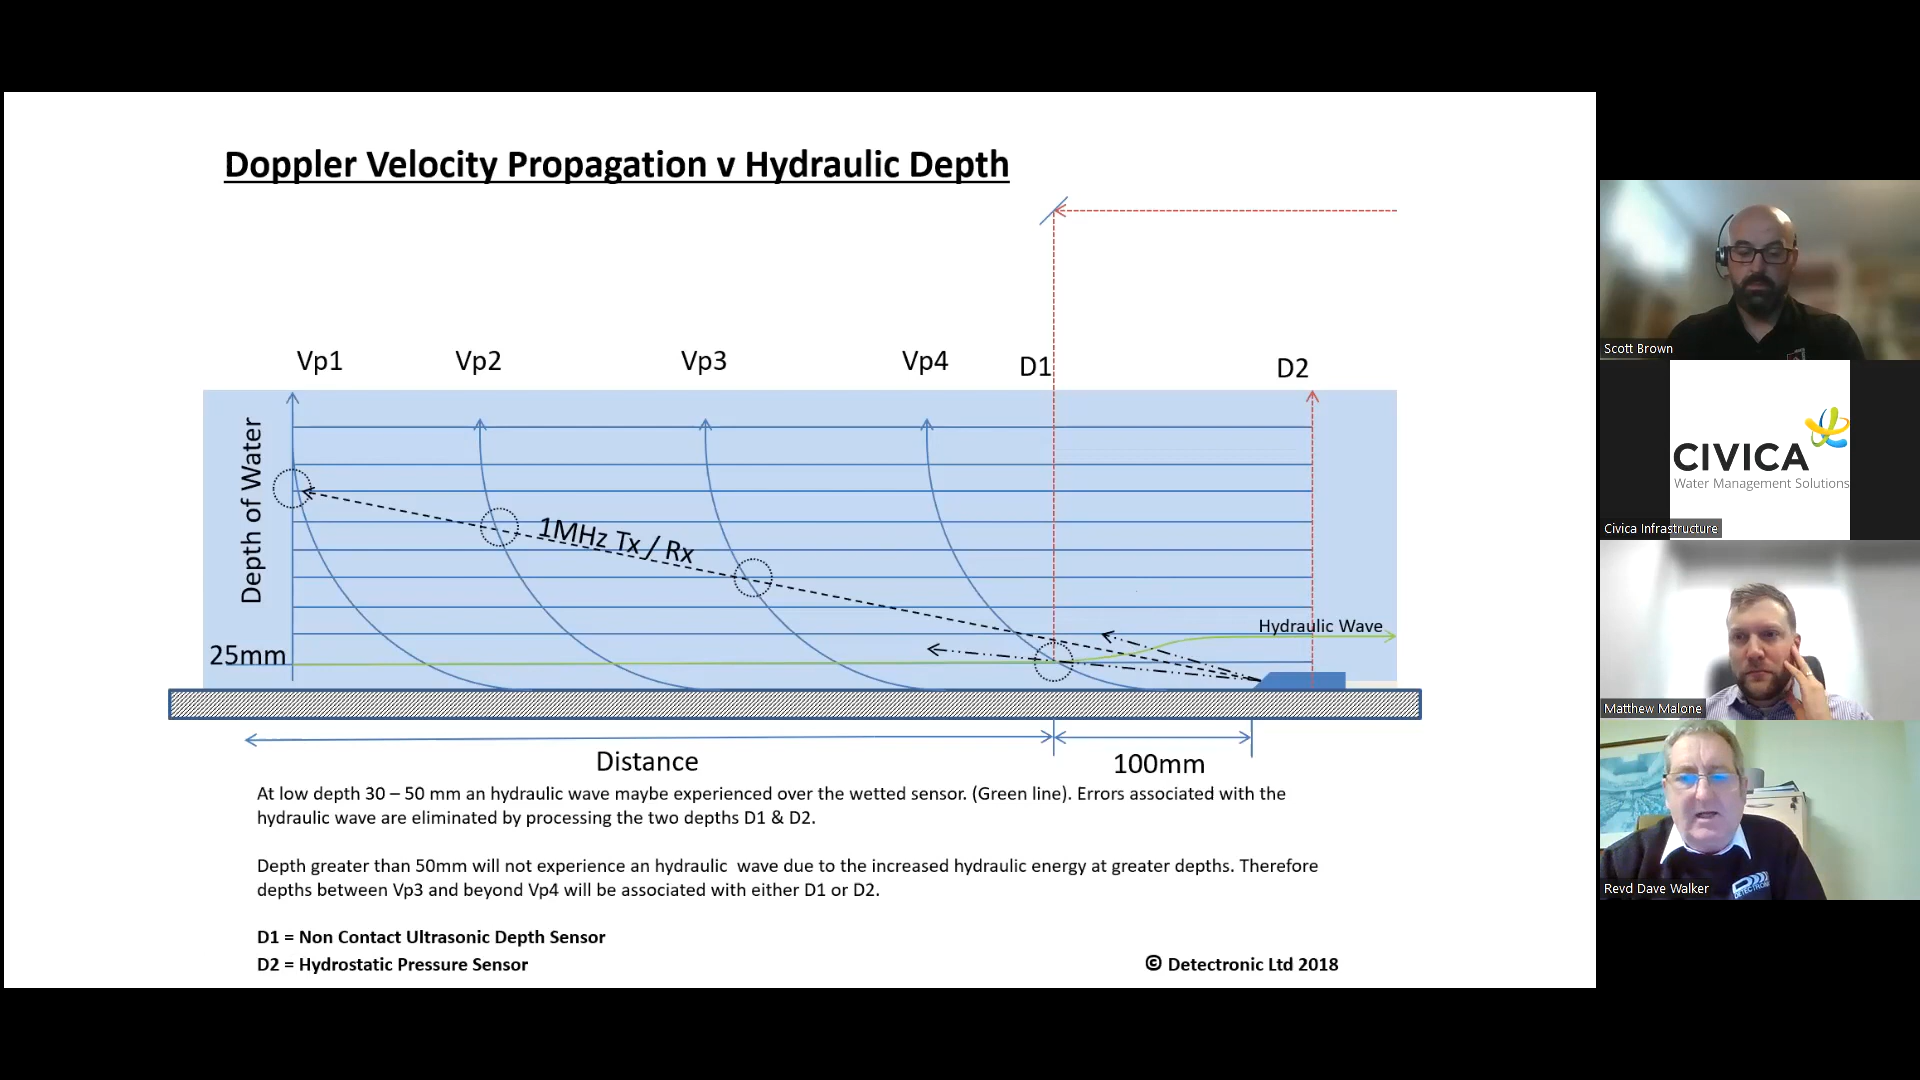 Doppler Velocity Propagation v Hydraulic Depth
Vp1
Vp2
Vp3
Vp4
D1
D2
Depth of Water
1MHz Tx / Rx
Hydraulic Wave
25mm
Distance
100mm
At low depth 30 – 50 mm an hydraulic wave maybe experienced over the wetted sensor. (Green line). Errors associated with the
hydraulic wave are eliminated by processing the two depths D1 & D2.
Depth greater than 50mm will not experience an hydraulic wave due to the increased hydraulic energy at greater depths. Therefore
depths between Vp3 and beyond Vp4 will be associated with either D1 or D2.
D1 = Non Contact Ultrasonic Depth Sensor
D2 = Hydrostatic Pressure Sensor
© Detectronic Ltd 2018
Scott Brown
CIVICA
Water Management Solutions
Civica Infrastructure
Matthew Malone
DETECTRONIC
Revd Dave Walker